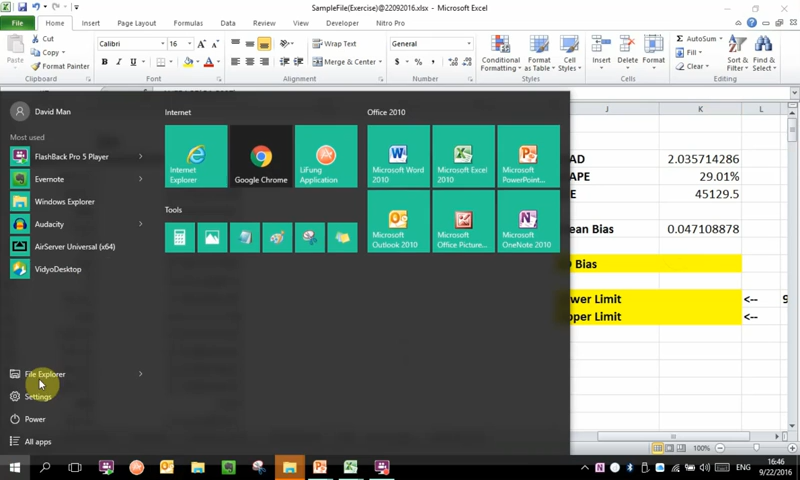 SampleFile(Exercise)@22092016.xlsx - Microsoft Excel
File Home Insert Page Layout Formulas Data Review View Developer Nitro Pro
Cut
Copy
Format Painter
Paste
Clipboard
Calibri 16
B I U
Font
Wrap Text
Merge & Center
Alignment
General
$ % ,
Number
Conditional Formatting
Format as Table
Cell Styles
Styles
Insert Delete Format
Cells
AutoSum
Fill
Clear
Sort & Filter
Find & Select
Editing
David Man
Most used
FlashBack Pro 5 Player
Evernote
Windows Explorer
Audacity
AirServer Universal (x64)
VidyoDesktop
File Explorer
Settings
Power
All apps
Internet
Internet Explorer
Google Chrome
LiFung Application
Tools
Office 2010
Microsoft Word 2010
Microsoft Excel 2010
Microsoft PowerPoint...
Microsoft Outlook 2010
Microsoft Office Picture...
Microsoft OneNote 2010
J K L
AD 2.035714286
APE 29.01%
E 45129.5
ean Bias 0.047108878
Bias
wer Limit <-- 9
per Limit <--
100%
ENG
16:46
9/22/2016